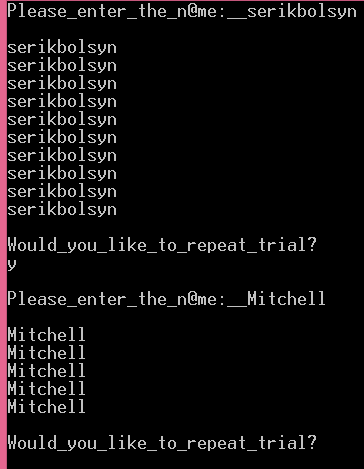 Please_enter_the_n@me:__serikbolsyn
serikbolsyn
serikbolsyn
serikbolsyn
serikbolsyn
serikbolsyn
serikbolsyn
serikbolsyn
serikbolsyn
serikbolsyn
serikbolsyn
Would_you_like_to_repeat_trial?
y
Please_enter_the_n@me:__Mitchell
Mitchell
Mitchell
Mitchell
Mitchell
Mitchell
Would_you_like_to_repeat_trial?